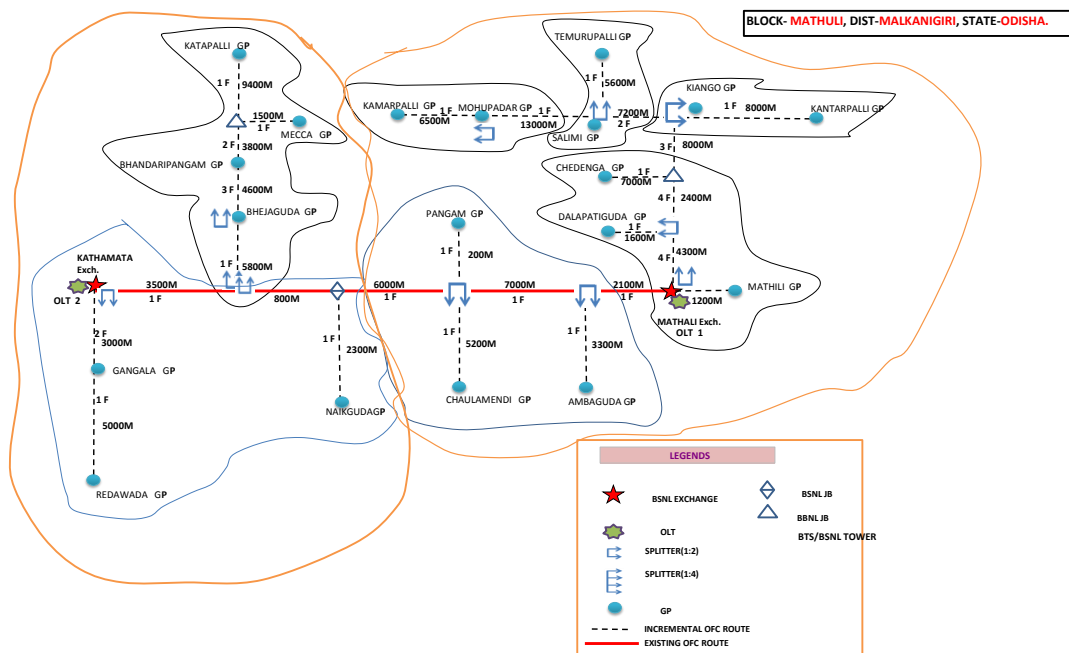 BLOCK- MATHULI, DIST-MALKANIGIRI, STATE-ODISHA.
KATAPALLI GP
1 F
9400M
1500M
1 F
MECCA GP
2 F
3800M
BHANDARIPANGAM GP
3 F
4600M
BHEJAGUDA GP
1 F
5800M
TEMURUPALLI GP
1 F
5600M
KAMARPALLI GP
1 F
6500M
MOHUPADAR GP
1 F
13000M
SALIMI GP
7200M
2 F
KIANGO GP
1 F
8000M
KANTARPALLI GP
3 F
8000M
CHEDENGA GP
1 F
7000M
4 F
2400M
DALAPATIGUDA GP
1 F
1600M
4 F
4300M
PANGAM GP
1 F
200M
KATHAMATA
Exch.
OLT 2
3500M
1 F
800M
6000M
1 F
7000M
1 F
2100M
1 F
MATHILI GP
1200M
MATHALI Exch.
OLT 1
2 F
3000M
GANGALA GP
1 F
5000M
REDAWADA GP
1 F
2300M
NAIKGUDAGP
1 F
5200M
CHAULAMENDI GP
1 F
3300M
AMBAGUDA GP
LEGENDS
BSNL EXCHANGE
BSNL JB
BBNL JB
OLT
BTS/BSNL TOWER
SPLITTER(1:2)
SPLITTER(1:4)
GP
INCREMENTAL OFC ROUTE
EXISTING OFC ROUTE